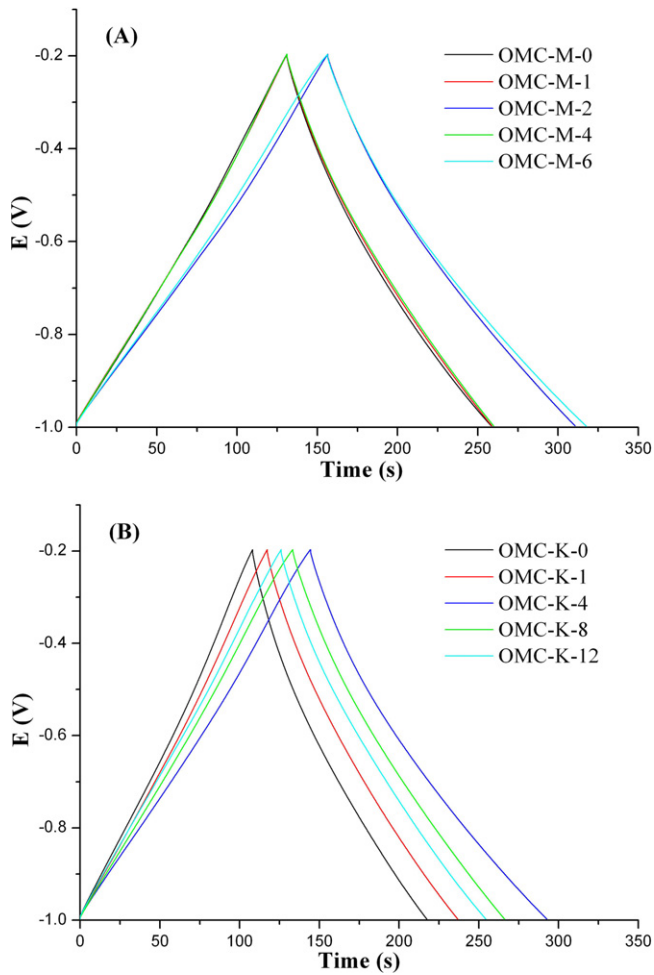 (A)
OMC-M-0
OMC-M-1
OMC-M-2
OMC-M-4
OMC-M-6
E (V)
-0.2
-0.4
-0.6
-0.8
-1.0
0 50 100 150 200 250 300 350
Time (s)
(B)
OMC-K-0
OMC-K-1
OMC-K-4
OMC-K-8
OMC-K-12
E (V)
-0.2
-0.4
-0.6
-0.8
-1.0
0 50 100 150 200 250 300 350
Time (s)